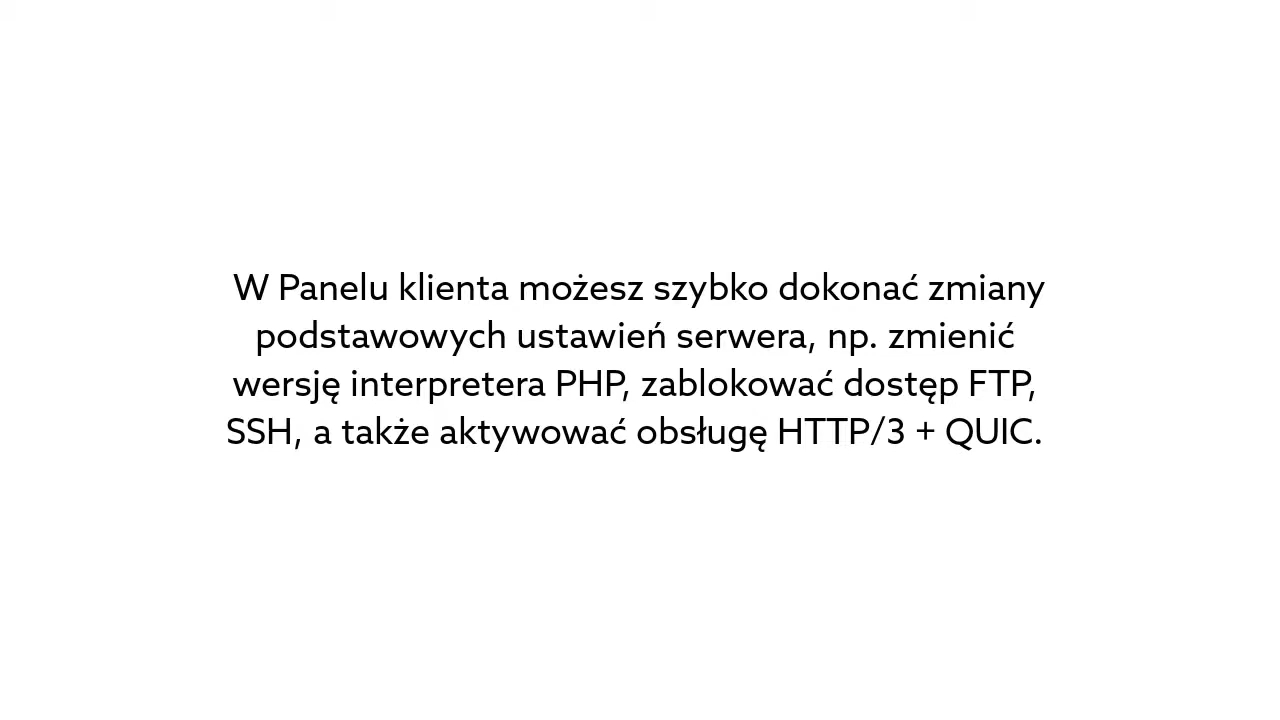 W Panelu klienta możesz szybko dokonać zmiany
podstawowych ustawień serwera, np. zmienić
wersję interpretera PHP, zablokować dostęp FTP,
SSH, a także aktywować obsługę HTTP/3 + QUIC.